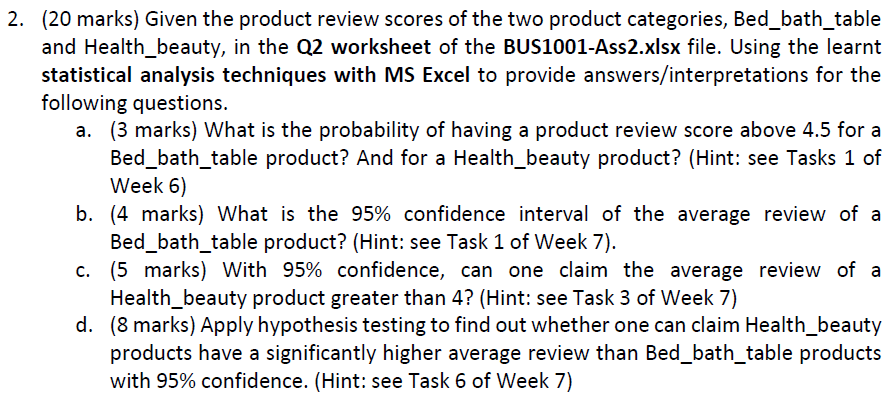 2. (20 marks) Given the product review scores of the two product categories, Bed_bath_table
and Health_beauty, in the Q2 worksheet of the BUS1001-Ass2.xlsx file. Using the learnt
statistical analysis techniques with MS Excel to provide answers/interpretations for the
following questions.
a. (3 marks) What is the probability of having a product review score above 4.5 for a
Bed_bath_table product? And for a Health_beauty product? (Hint: see Tasks 1 of
Week 6)
b. (4 marks) What is the 95% confidence interval of the average review of a
Bed_bath_table product? (Hint: see Task 1 of Week 7).
c. (5 marks) With 95% confidence, can one claim the average review of a
Health_beauty product greater than 4? (Hint: see Task 3 of Week 7)
d. (8 marks) Apply hypothesis testing to find out whether one can claim Health_beauty
products have a significantly higher average review than Bed_bath_table products
with 95% confidence. (Hint: see Task 6 of Week 7)